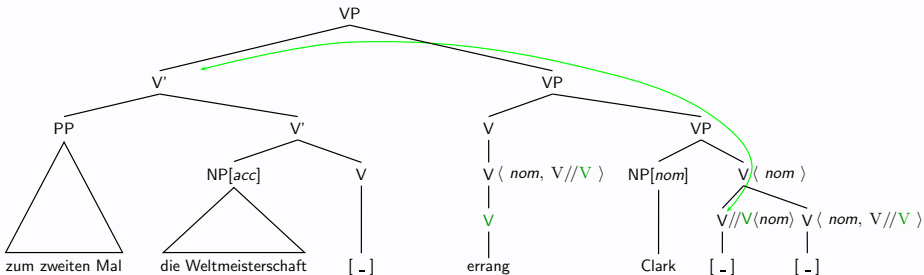 VP
V’ VP
PP V’ V VP
NP[acc] V V ⟨ nom, V//V ⟩ NP[nom] V ⟨ nom ⟩
V V//V⟨nom⟩ V ⟨ nom, V//V ⟩
zum zweiten Mal die Weltmeisterschaft [ _ ] errang Clark [ _ ] [ _ ]